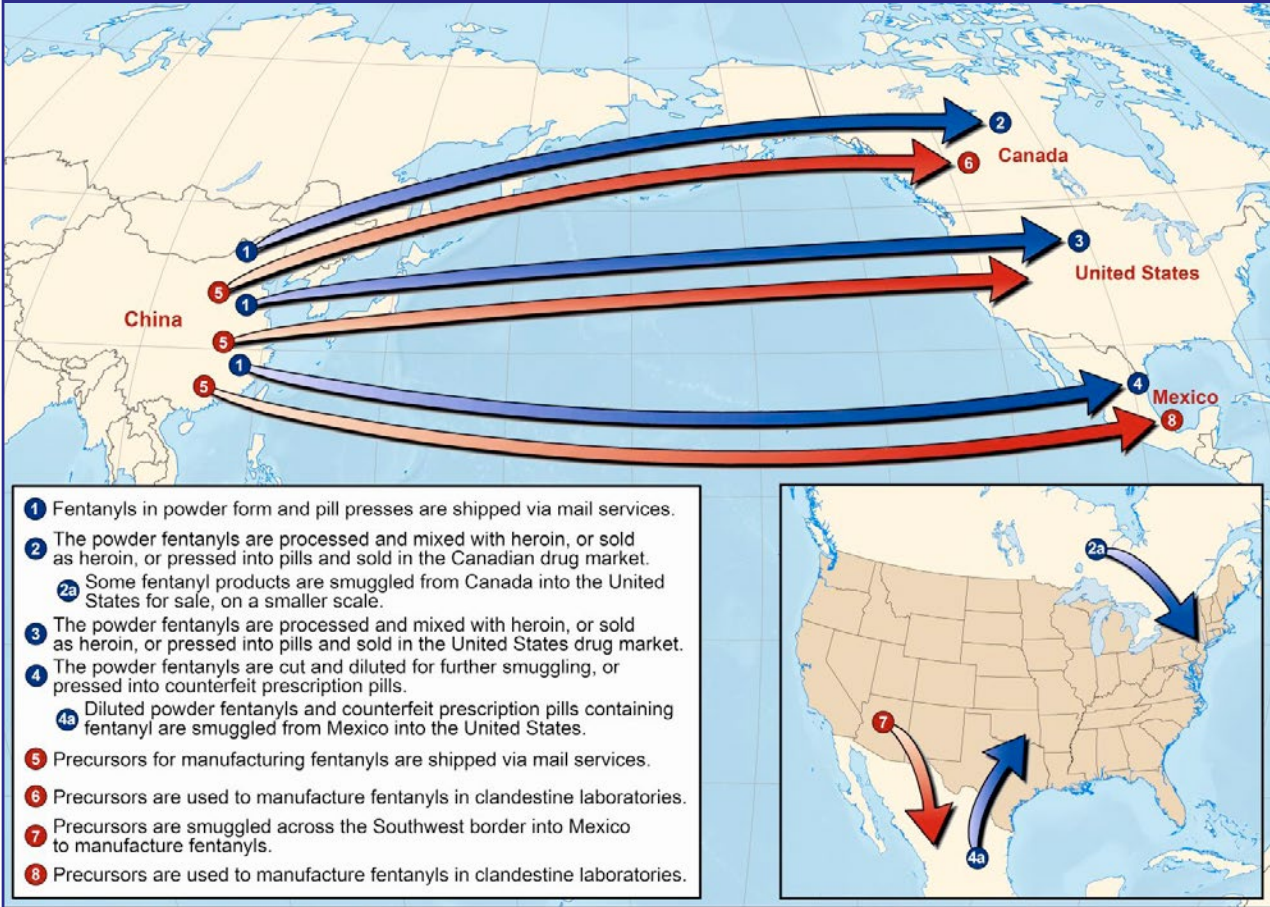 2
Canada
6
1
3
5
1
United States
China
5
1
4
5
Mexico
8
1 Fentanyls in powder form and pill presses are shipped via mail services.
2 The powder fentanyls are processed and mixed with heroin, or sold
as heroin, or pressed into pills and sold in the Canadian drug market.
2a Some fentanyl products are smuggled from Canada into the United
States for sale, on a smaller scale.
3 The powder fentanyls are processed and mixed with heroin, or sold
as heroin, or pressed into pills and sold in the United States drug market.
4 The powder fentanyls are cut and diluted for further smuggling, or
pressed into counterfeit prescription pills.
4a Diluted powder fentanyls and counterfeit prescription pills containing
fentanyl are smuggled from Mexico into the United States.
5 Precursors for manufacturing fentanyls are shipped via mail services.
6 Precursors are used to manufacture fentanyls in clandestine laboratories.
7 Precursors are smuggled across the Southwest border into Mexico
to manufacture fentanyls.
8 Precursors are used to manufacture fentanyls in clandestine laboratories.
2a
7
4a